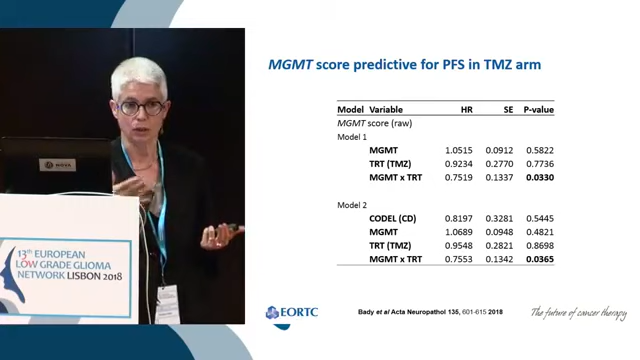 MGMT score predictive for PFS in TMZ arm
Model Variable HR SE P-value
MGMT score (raw)
Model 1
MGMT 1.0515 0.0912 0.5822
TRT (TMZ) 0.9234 0.2770 0.7736
MGMT x TRT 0.7519 0.1337 0.0330
Model 2
CODEL (CD) 0.8197 0.3281 0.5445
MGMT 1.0689 0.0948 0.4821
TRT (TMZ) 0.9548 0.2821 0.8698
MGMT x TRT 0.7553 0.1342 0.0365
13th EUROPEAN
LOW GRADE GLIOMA
NETWORK LISBON 2018
EORTC
Bady et al Acta Neuropathol 135, 601-615 2018
The future of cancer therapy